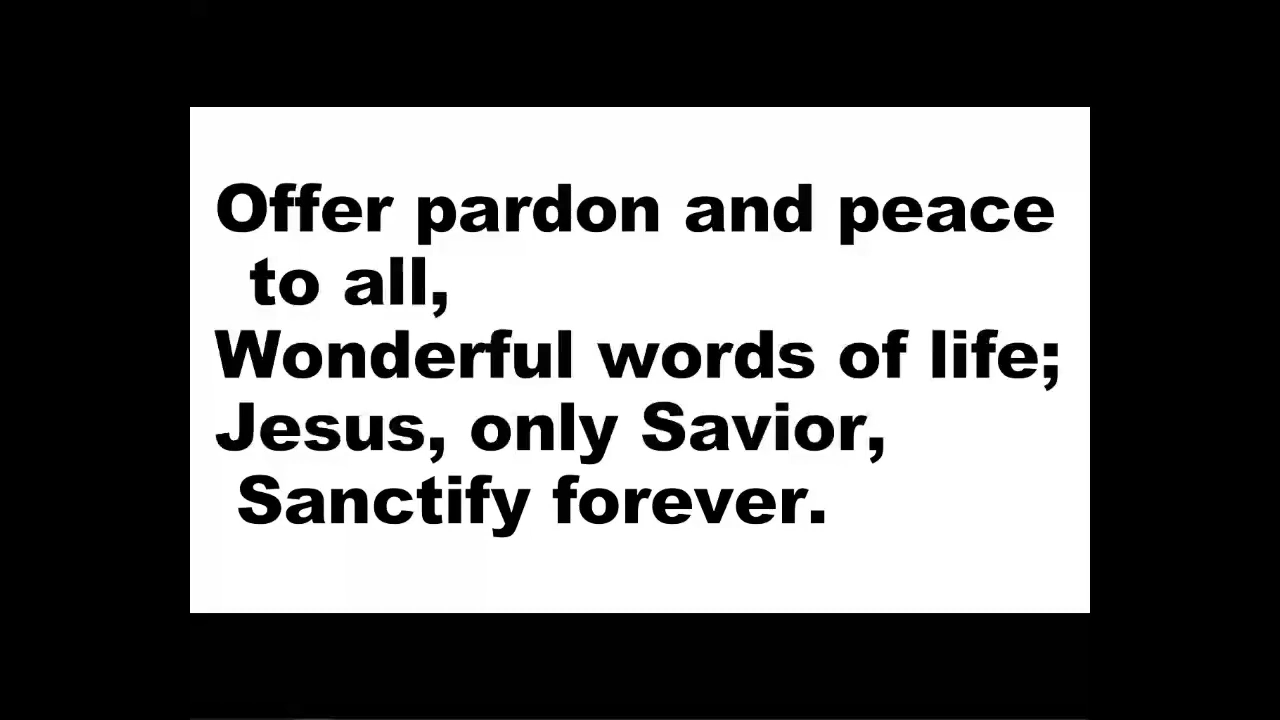 Offer pardon and peace
to all,
Wonderful words of life;
Jesus, only Savior,
Sanctify forever.